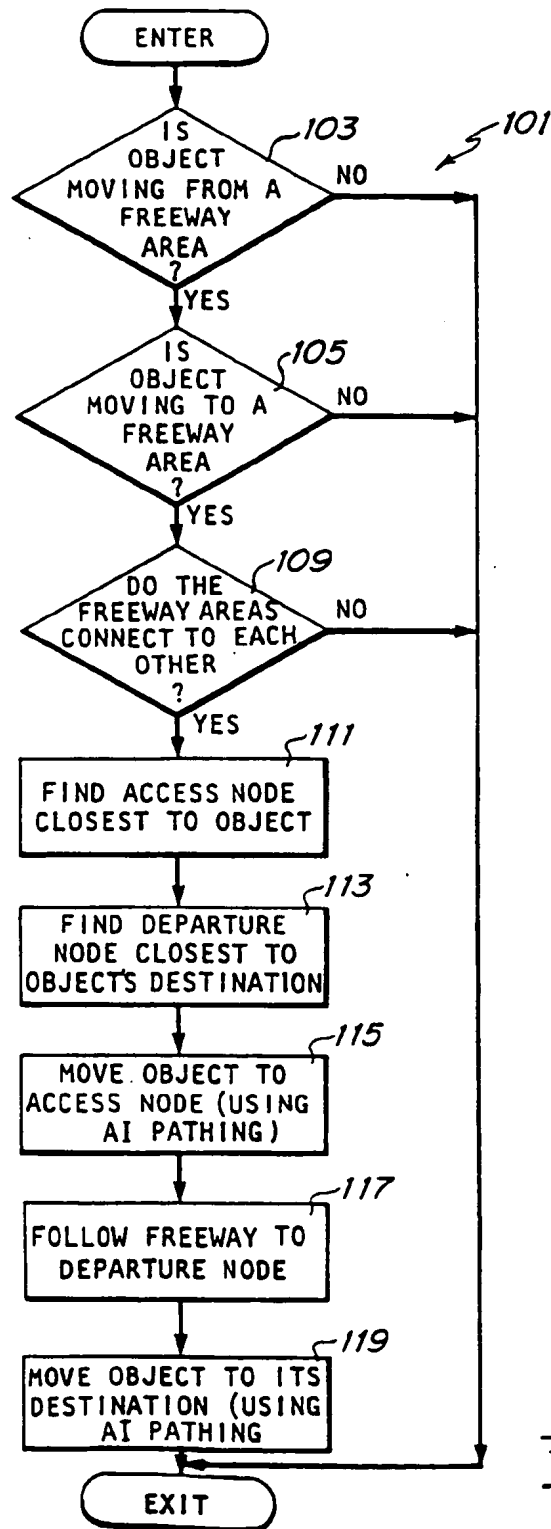 ENTER
103
101
IS
OBJECT
MOVING FROM A
FREEWAY
AREA
?
NO
YES
105
IS
OBJECT
MOVING TO A
FREEWAY
AREA
?
NO
YES
109
DO THE
FREEWAY AREAS
CONNECT TO EACH
OTHER
?
NO
YES
111
FIND ACCESS NODE
CLOSEST TO OBJECT
113
FIND DEPARTURE
NODE CLOSEST TO
OBJECT'S DESTINATION
115
MOVE OBJECT TO
ACCESS NODE (USING
AI PATHING)
117
FOLLOW FREEWAY TO
DEPARTURE NODE
119
MOVE OBJECT TO ITS
DESTINATION (USING
AI PATHING
EXIT